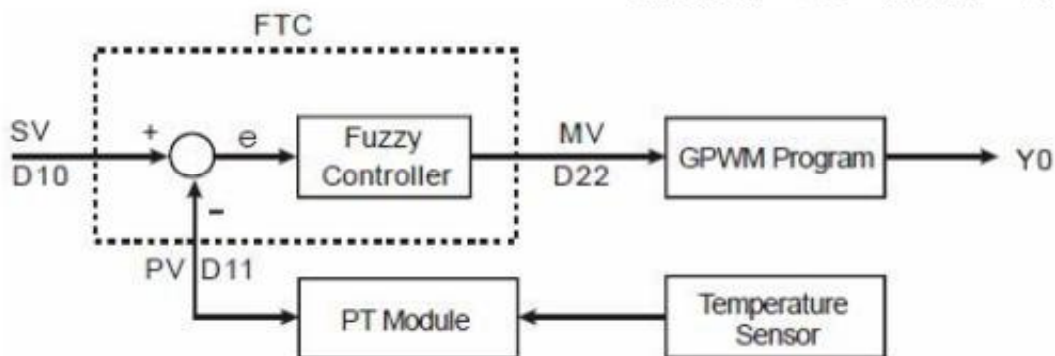 FTC
SV
D10
+
e
Fuzzy
Controller
MV
D22
GPWM Program
Y0
-
PV D11
PT Module
Temperature
Sensor